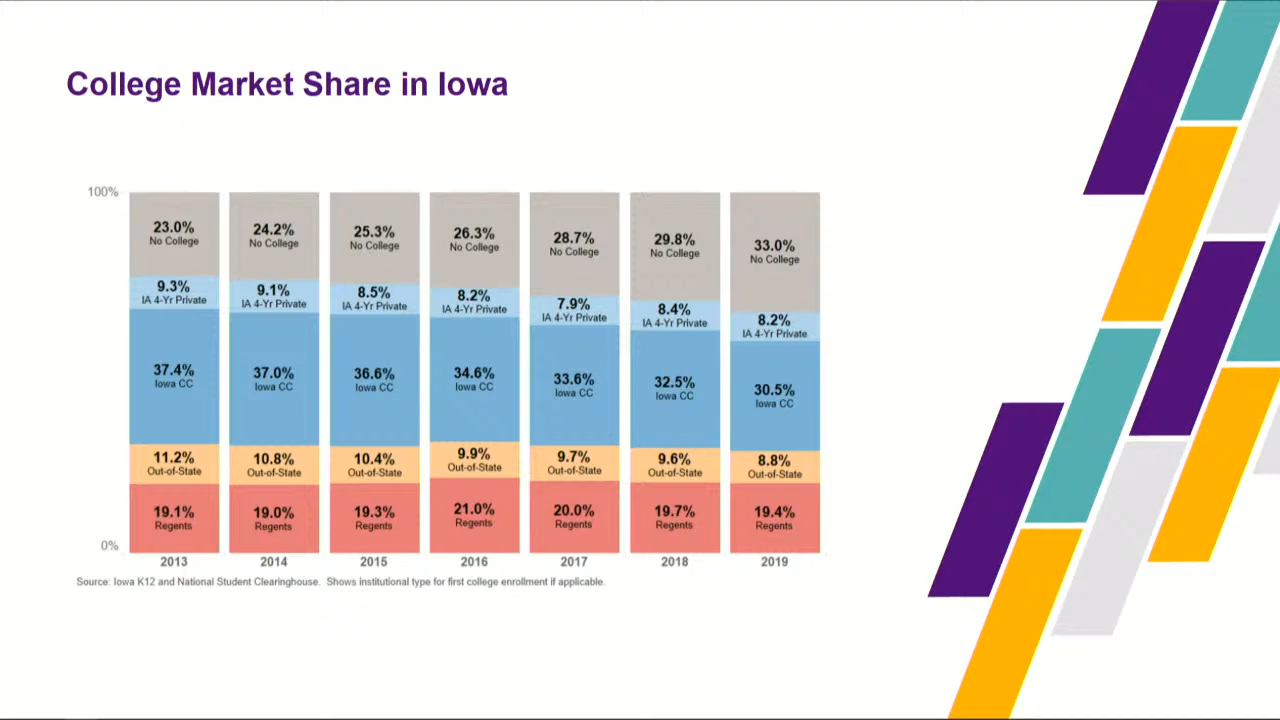 College Market Share in Iowa
100%
23.0%
No College
9.3%
IA 4-Yr Private
37.4%
Iowa CC
11.2%
Out-of-State
19.1%
Regents
24.2%
No College
9.1%
IA 4-Yr Private
37.0%
Iowa CC
10.8%
Out-of-State
19.0%
Regents
25.3%
No College
8.5%
IA 4-Yr Private
36.6%
Iowa CC
10.4%
Out-of-State
19.3%
Regents
26.3%
No College
8.2%
IA 4-Yr Private
34.6%
Iowa CC
9.9%
Out-of-State
21.0%
Regents
28.7%
No College
7.9%
IA 4-Yr Private
33.6%
Iowa CC
9.7%
Out-of-State
20.0%
Regents
29.8%
No College
8.4%
IA 4-Yr Private
32.5%
Iowa CC
9.6%
Out-of-State
19.7%
Regents
33.0%
No College
8.2%
IA 4-Yr Private
30.5%
Iowa CC
8.8%
Out-of-State
19.4%
Regents
0%
2013 2014 2015 2016 2017 2018 2019
Source: Iowa K12 and National Student Clearinghouse. Shows institutional type for first college enrollment if applicable.